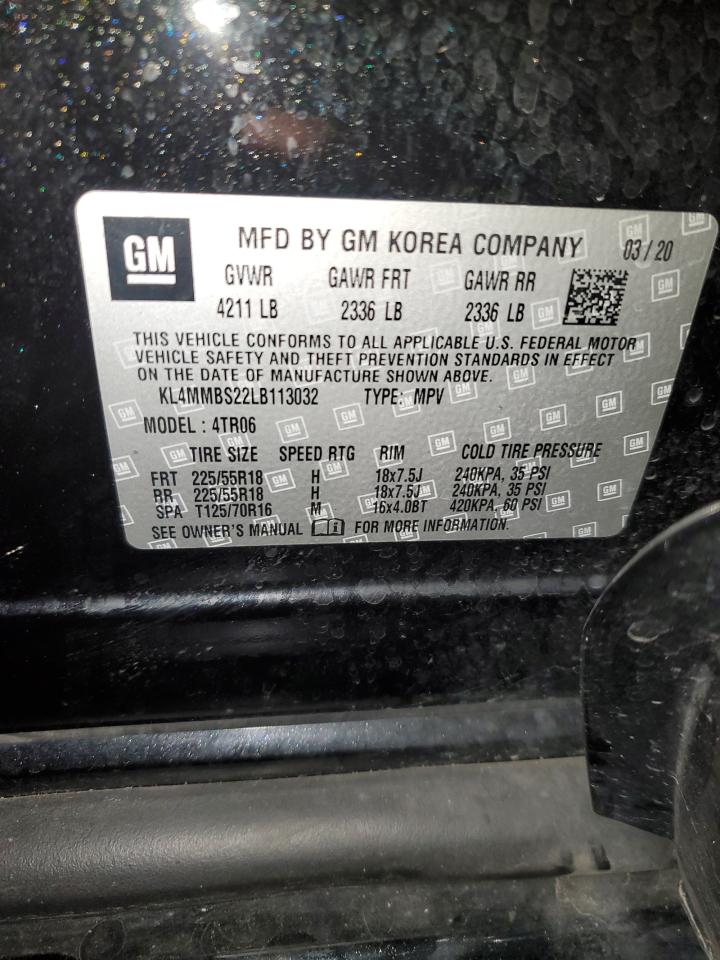 GM MFD BY GM KOREA COMPANY 03/20
GVWR GAWR FRT GAWR RR
4211 LB 2336 LB 2336 LB
THIS VEHICLE CONFORMS TO ALL APPLICABLE U.S. FEDERAL MOTOR
VEHICLE SAFETY AND THEFT PREVENTION STANDARDS IN EFFECT
ON THE DATE OF MANUFACTURE SHOWN ABOVE.
KL4MMBS22LB113032 TYPE: MPV
MODEL : 4TR06
TIRE SIZE SPEED RTG RIM COLD TIRE PRESSURE
FRT 225/55R18 H 18x7.5J 240KPA, 35 PSI
RR 225/55R18 H 18x7.5J 240KPA, 35 PSI
SPA T125/70R16 M 16x4.0BT 420KPA, 60 PSI
SEE OWNER'S MANUAL FOR MORE INFORMATION.